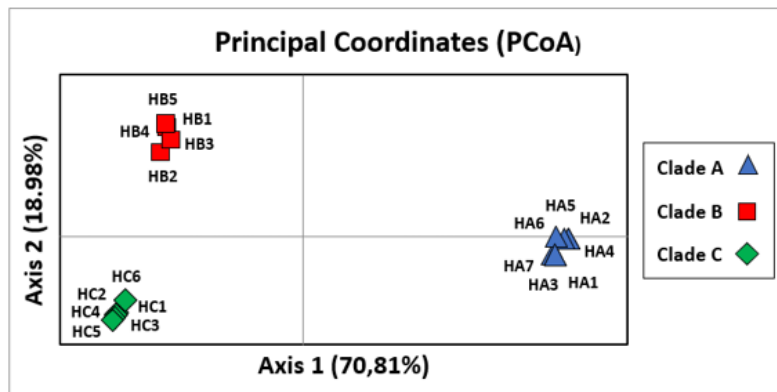 Principal Coordinates (PCoA)
HB5
HB1
HB4
HB3
HB2
HA5
HA6
HA2
HA4
HA7
HA3
HA1
HC6
HC2
HC1
HC4
HC3
HC5
Axis 2 (18.98%)
Axis 1 (70,81%)
Clade A
Clade B
Clade C